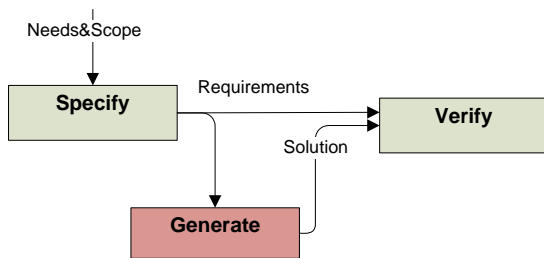 Needs&Scope
Specify
Requirements
Verify
Solution
Generate